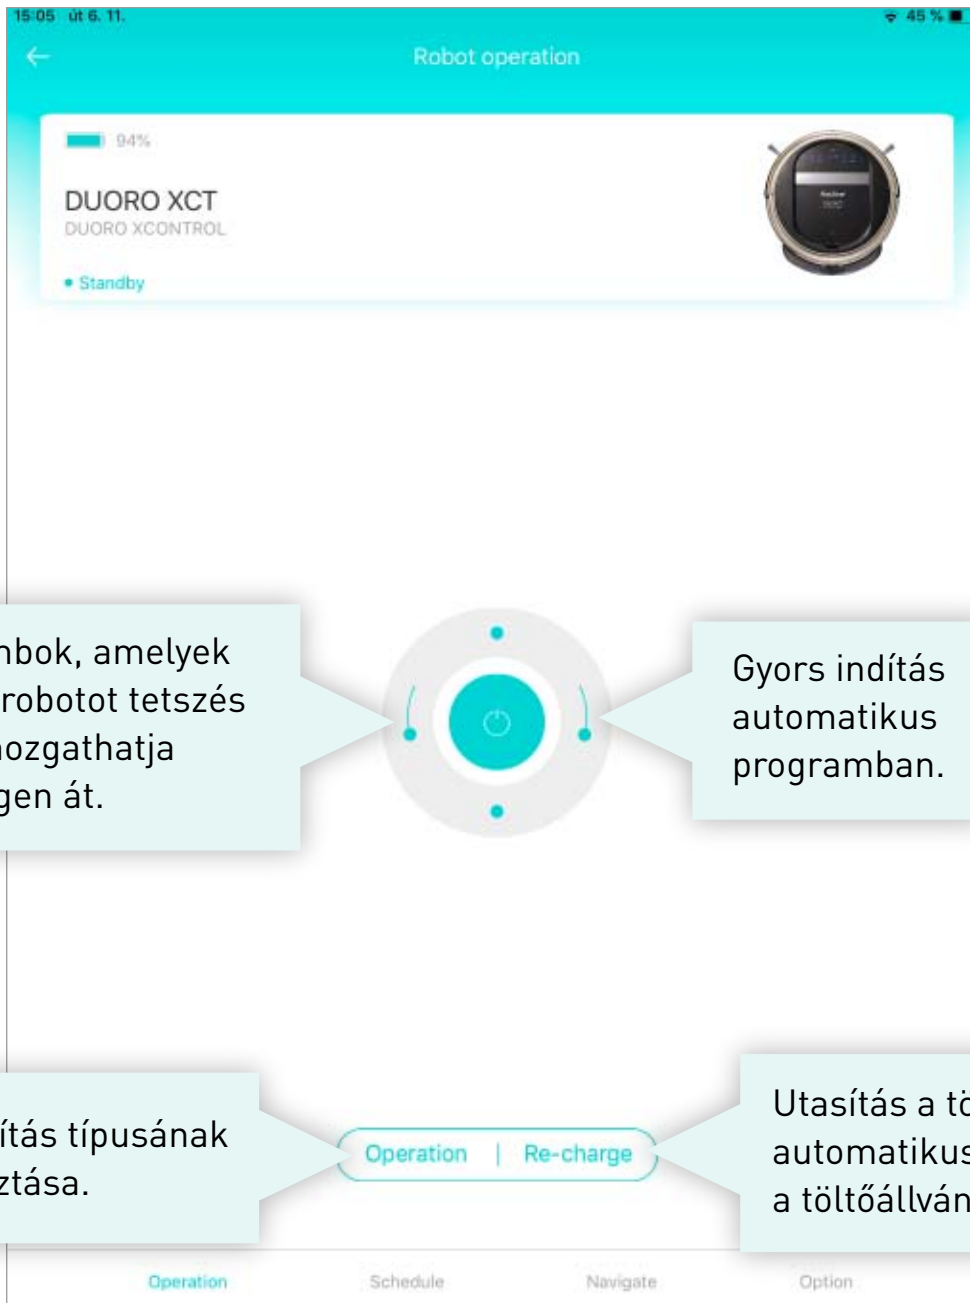 15:05 út 6. 11.
45 %
Robot operation
94%
DUORO XCT
DUORO XCONTROL
• Standby
nbok, amelyek
robotot tetszés
nozgathatja
gen át.
Gyors indítás
automatikus
programban.
ítás típusának
ztása.
Operation | Re-charge
Utasítás a tö
automatikus
a töltőállván
Operation
Schedule
Navigate
Option